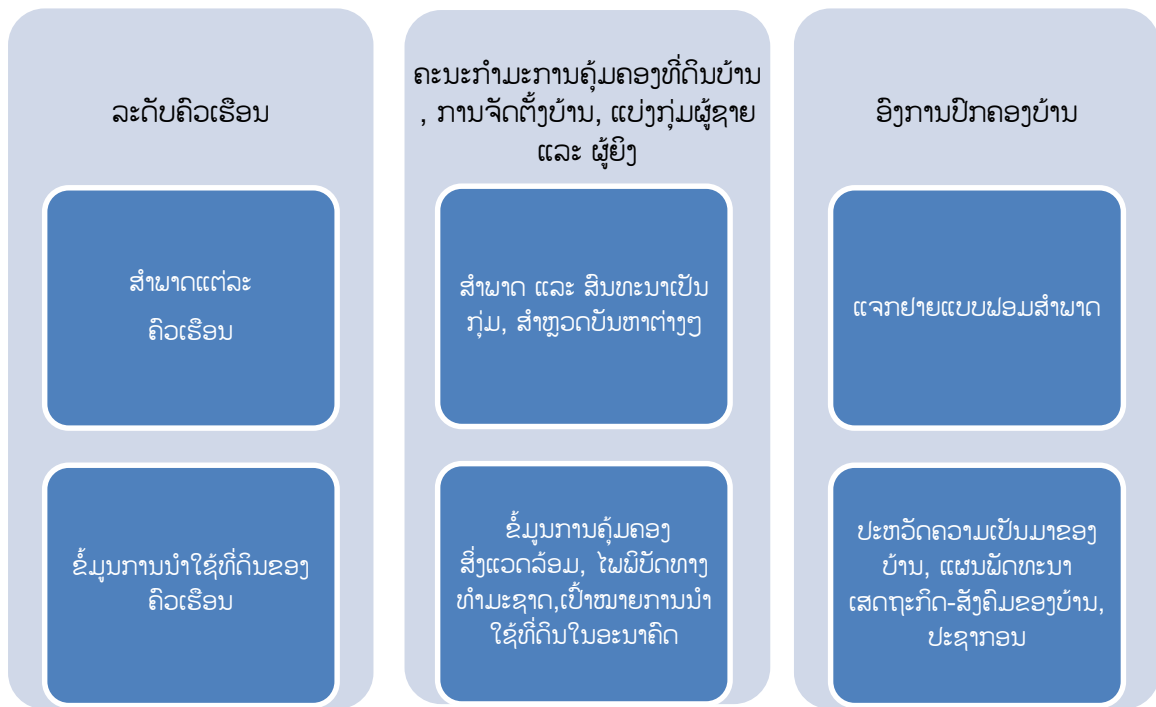 ລະດັບຄົວເຮືອນ
ສຳພາດແຕ່ລະ
ຄົວເຮືອນ
ຂໍ້ມູນການນຳໃຊ້ທີ່ດິນຂອງ
ຄົວເຮືອນ
ຄະນະກຳມະການຄຸ້ມຄອງທີ່ດິນບ້ານ
, ການຈັດຕັ້ງບ້ານ, ແບ່ງກຸ່ມຜູ້ຊາຍ
ແລະ ຜູ້ຍິງ
ສຳພາດ ແລະ ສົນທະນາເປັນ
ກຸ່ມ, ສຳຫຼວດບັນຫາຕ່າງໆ
ຂໍ້ມູນການຄຸ້ມຄອງ
ສິ່ງແວດລ້ອມ, ໄພພິບັດທາງ
ທຳມະຊາດ,ເປົ້າໝາຍການນຳ
ໃຊ້ທີ່ດິນໃນອະນາຄົດ
ອົງການປົກຄອງບ້ານ
ແຈກຢາຍແບບຟອມສຳພາດ
ປະຫວັດຄວາມເປັນມາຂອງ
ບ້ານ, ແຜນພັດທະນາ
ເສດຖະກິດ-ສັງຄົມຂອງບ້ານ,
ປະຊາກອນ